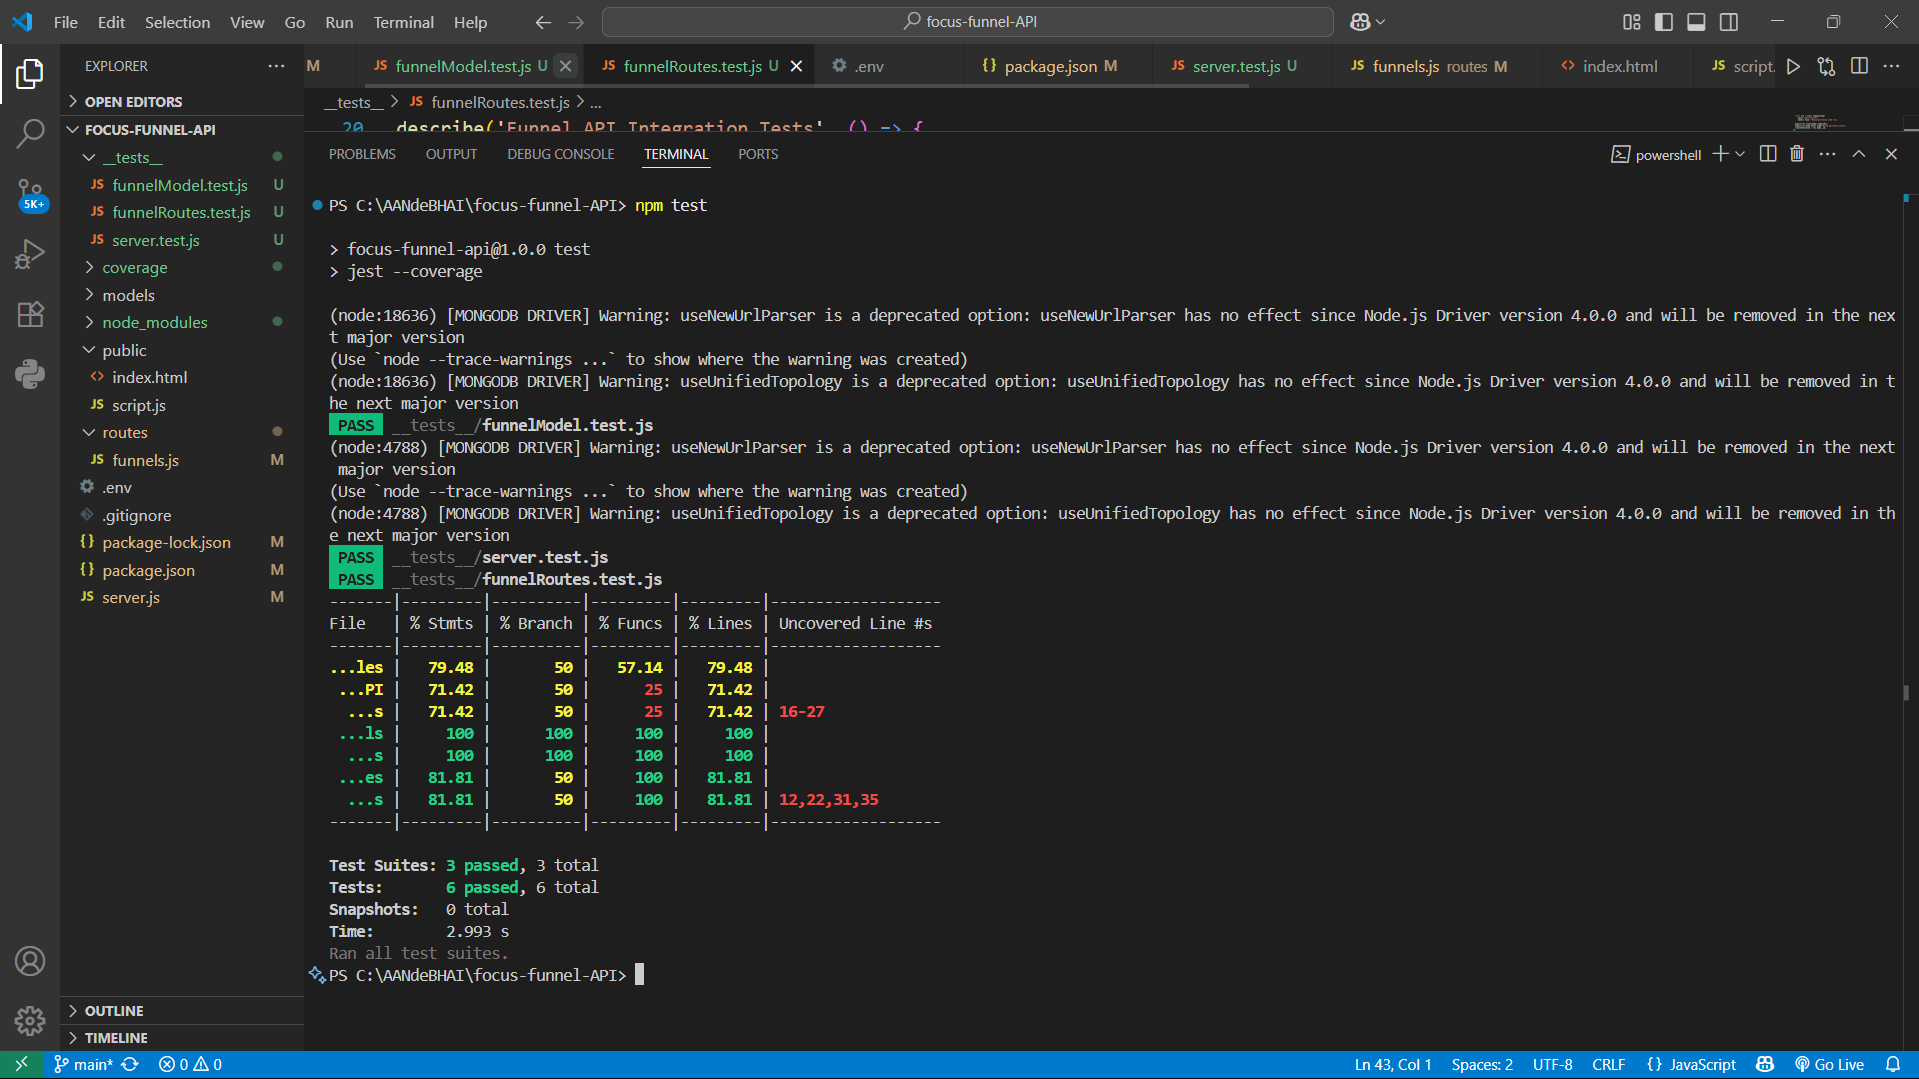 File Edit Selection View Go Run Terminal Help
focus-funnel-API
EXPLORER
M
JS funnelModel.test.js U
JS funnelRoutes.test.js U
.env
{} package.json M
JS server.test.js U
JS funnels.js routes M
<> index.html
JS script.
OPEN EDITORS
FOCUS-FUNNEL-API
__tests__
JS funnelModel.test.js U
JS funnelRoutes.test.js U
JS server.test.js U
coverage
models
node_modules
public
<> index.html
JS script.js
routes
JS funnels.js M
.env
.gitignore
{} package-lock.json M
{} package.json M
JS server.js M
OUTLINE
TIMELINE
5K+
__tests__ > JS funnelRoutes.test.js > ...
20 describe('Funnel API Integration Tests', () => {
PROBLEMS OUTPUT DEBUG CONSOLE TERMINAL PORTS
powershell
PS C:\AANdeBHAI\focus-funnel-API> npm test
> focus-funnel-api@1.0.0 test
> jest --coverage
(node:18636) [MONGODB DRIVER] Warning: useNewUrlParser is a deprecated option: useNewUrlParser has no effect since Node.js Driver version 4.0.0 and will be removed in the nex
t major version
(Use `node --trace-warnings ...` to show where the warning was created)
(node:18636) [MONGODB DRIVER] Warning: useUnifiedTopology is a deprecated option: useUnifiedTopology has no effect since Node.js Driver version 4.0.0 and will be removed in t
he next major version
PASS __tests__/funnelModel.test.js
(node:4788) [MONGODB DRIVER] Warning: useNewUrlParser is a deprecated option: useNewUrlParser has no effect since Node.js Driver version 4.0.0 and will be removed in the next
major version
(Use `node --trace-warnings ...` to show where the warning was created)
(node:4788) [MONGODB DRIVER] Warning: useUnifiedTopology is a deprecated option: useUnifiedTopology has no effect since Node.js Driver version 4.0.0 and will be removed in th
e next major version
PASS __tests__/server.test.js
PASS __tests__/funnelRoutes.test.js
-------|---------|----------|---------|---------|-------------------
File | % Stmts | % Branch | % Funcs | % Lines | Uncovered Line #s
-------|---------|----------|---------|---------|-------------------
...les | 79.48 | 50 | 57.14 | 79.48 |
...PI | 71.42 | 50 | 25 | 71.42 |
...s | 71.42 | 50 | 25 | 71.42 | 16-27
...ls | 100 | 100 | 100 | 100 |
...s | 100 | 100 | 100 | 100 |
...es | 81.81 | 50 | 100 | 81.81 |
...s | 81.81 | 50 | 100 | 81.81 | 12,22,31,35
-------|---------|----------|---------|---------|-------------------
Test Suites: 3 passed, 3 total
Tests: 6 passed, 6 total
Snapshots: 0 total
Time: 2.993 s
Ran all test suites.
PS C:\AANdeBHAI\focus-funnel-API>
main* 0 0
Ln 43, Col 1 Spaces: 2 UTF-8 CRLF {} JavaScript Go Live